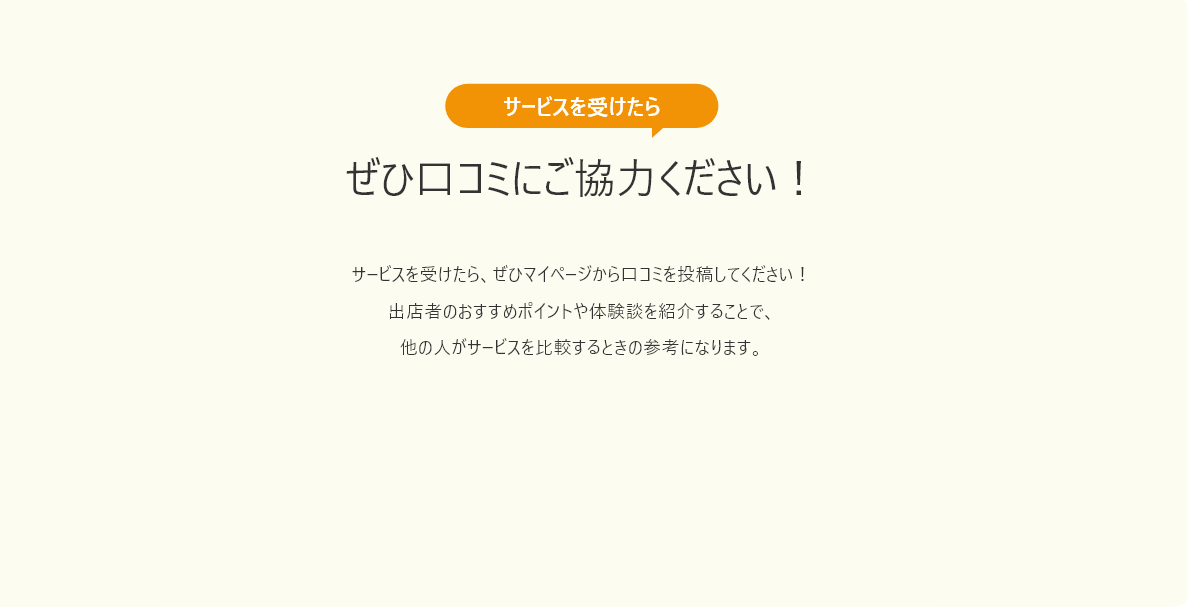 サービスを受けたら
ぜひ口コミにご協力ください！
サービスを受けたら、ぜひマイページから口コミを投稿してください！
出店者のおすすめポイントや体験談を紹介することで、
他の人がサービスを比較するときの参考になります。